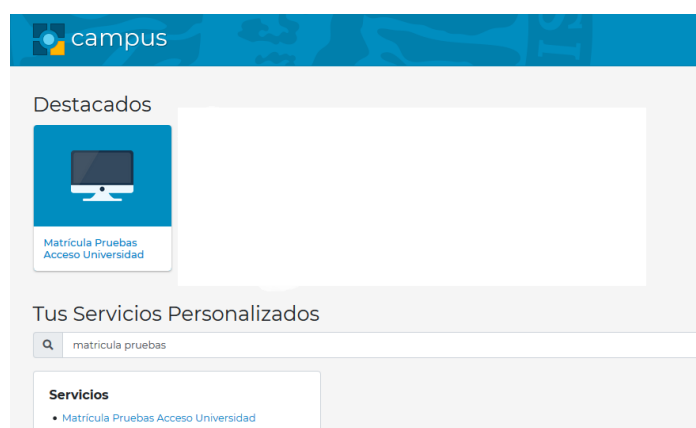 campus
Destacados
Matrícula Pruebas
Acceso Universidad
Tus Servicios Personalizados
matricula pruebas
Servicios
• Matrícula Pruebas Acceso Universidad